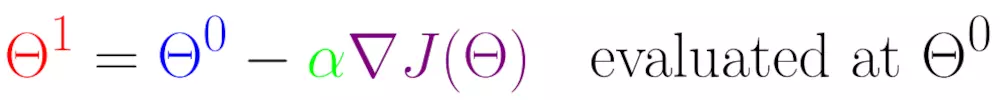 Θ¹ = Θ⁰ − α∇J(Θ) evaluated at Θ⁰